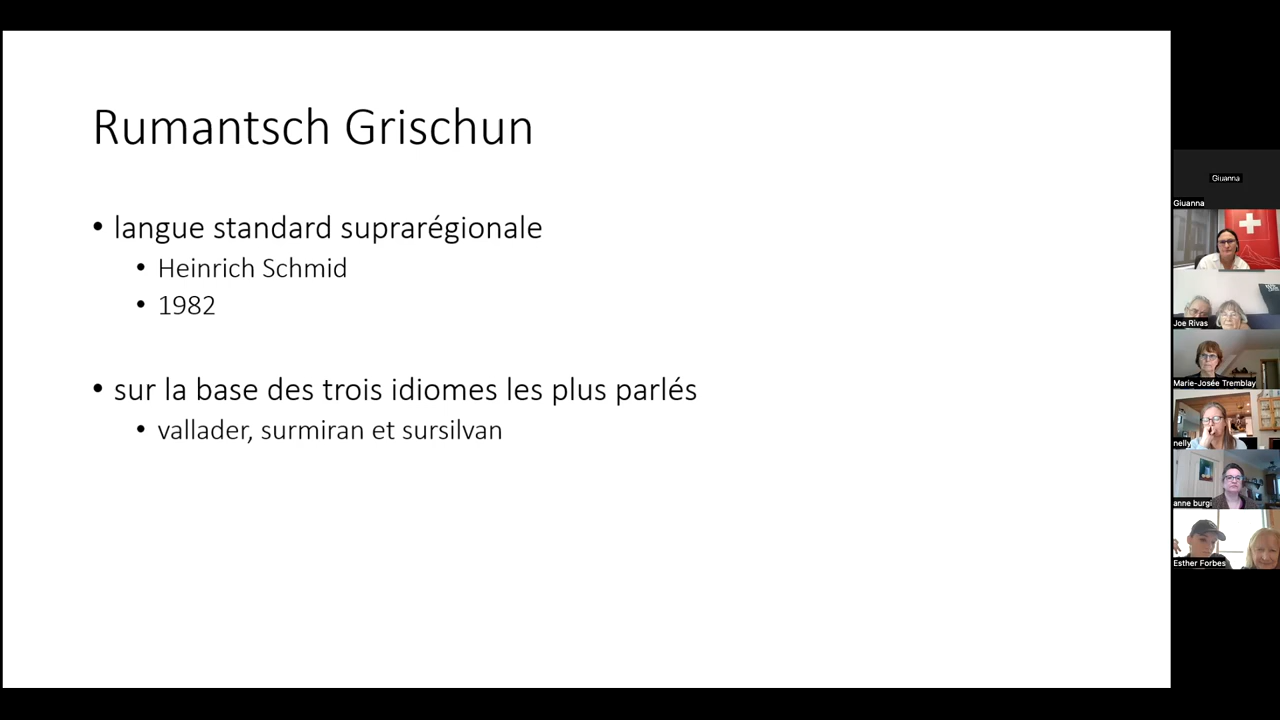 Rumantsch Grischun
• langue standard suprarégionale
• Heinrich Schmid
• 1982
• sur la base des trois idiomes les plus parlés
• vallader, surmiran et sursilvan
Giuanna
Giuanna
Joe Rivas
Marie-Josée Tremblay
nelly
anne burgi
Esther Forbes